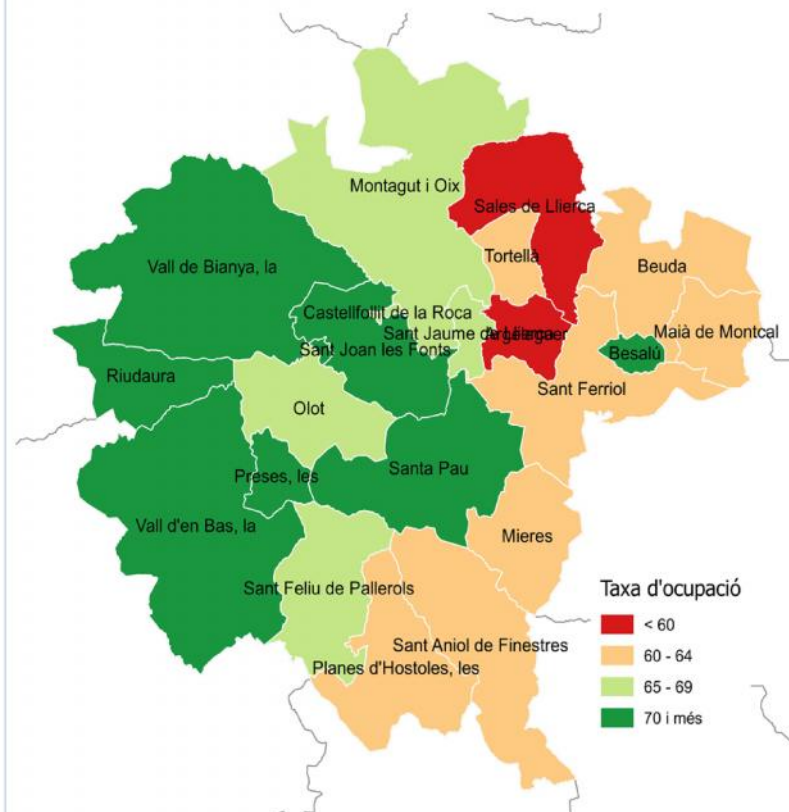 Montagut i Oix
Sales de Llierca
Tortellà
Beuda
Vall de Bianya, la
Castellfollit de la Roca
Sant Jaume de Llierca
Argelaguer
Maià de Montcal
Sant Joan les Fonts
Besalú
Riudaura
Sant Ferriol
Olot
Preses, les
Santa Pau
Vall d'en Bas, la
Mieres
Sant Feliu de Pallerols
Sant Aniol de Finestres
Planes d'Hostoles, les
Taxa d'ocupació
< 60
60 - 64
65 - 69
70 i més